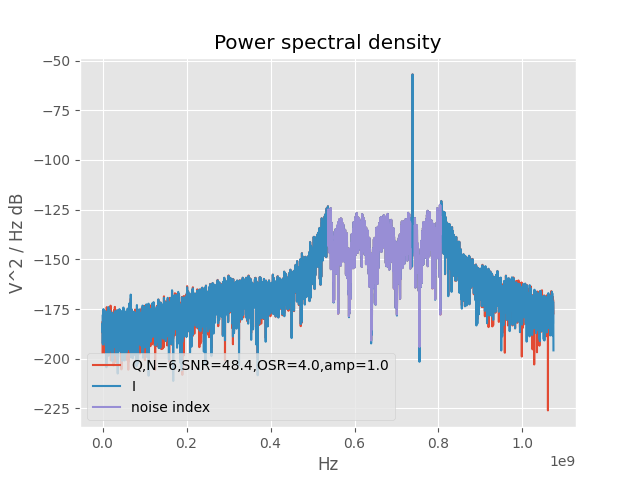 Power spectral density
V^2 / Hz dB
−50
−75
−100
−125
−150
−175
−200
−225
Q,N=6,SNR=48.4,OSR=4.0,amp=1.0
I
noise index
0.0 0.2 0.4 0.6 0.8 1.0
1e9
Hz